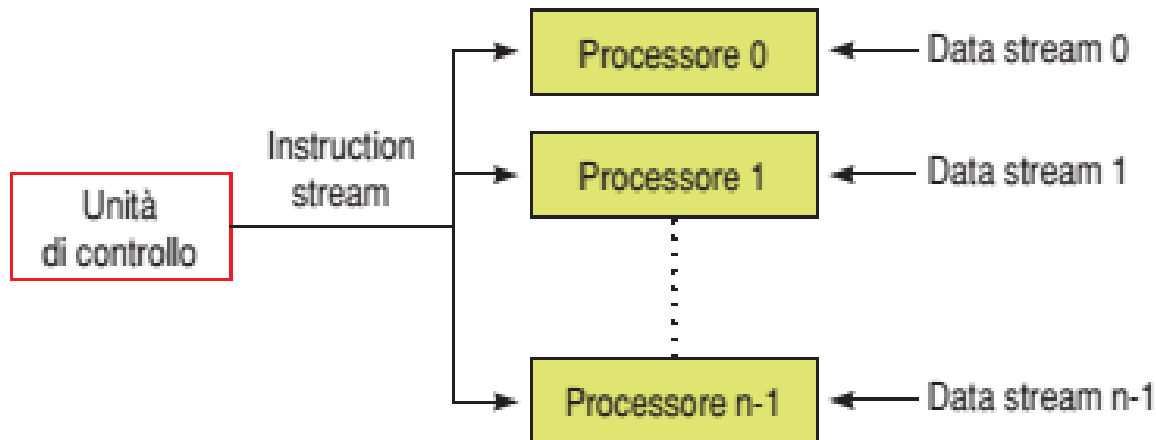 Processore 0
Data stream 0
Instruction
stream
Processore 1
Data stream 1
Unità
di controllo
Processore n-1
Data stream n-1